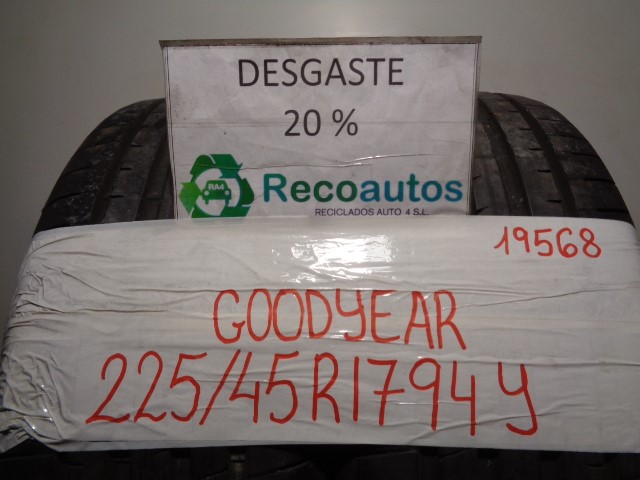 DESGASTE
20 %
RA4
Recoautos
RECICLADOS AUTO 4 S.L.
19568
GOODYEAR
225/45R1794Y